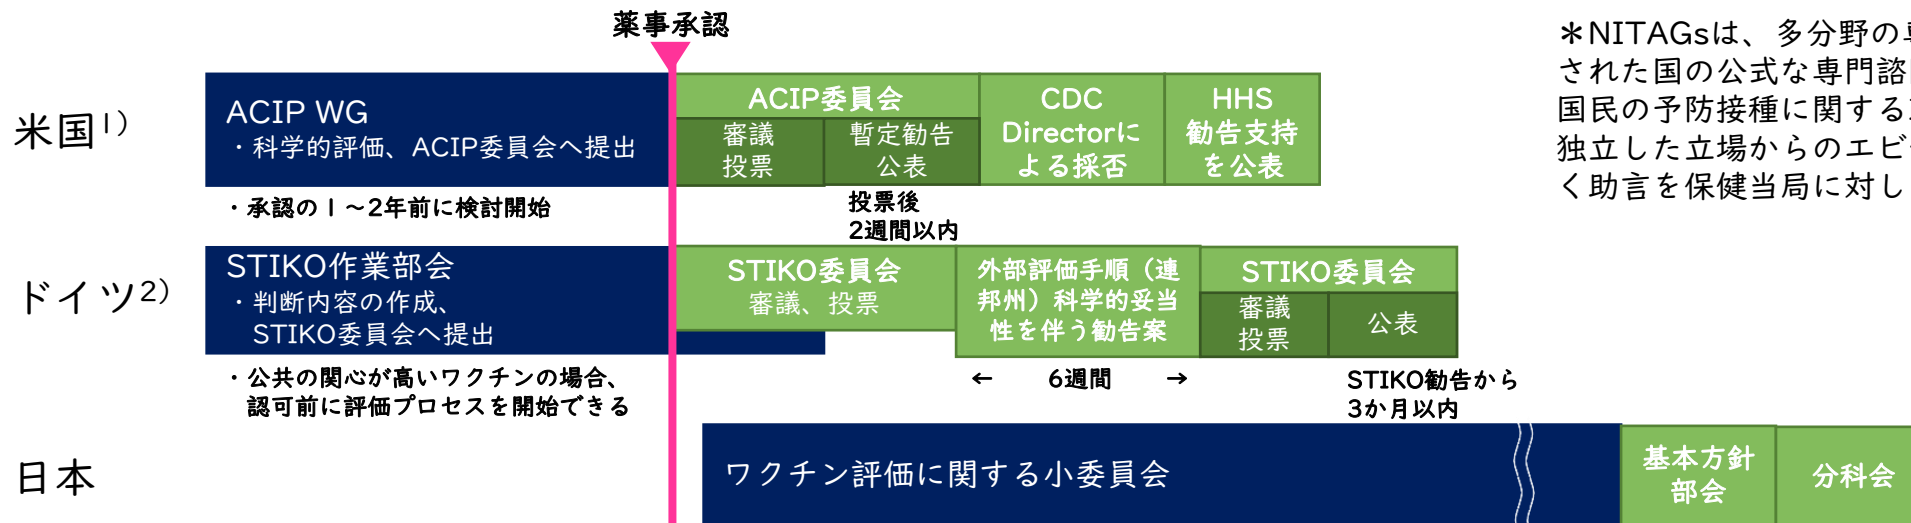 薬事承認
＊NITAGsは、多分野の
された国の公式な専門諮
国民の予防接種に関する
独立した立場からのエビ
く助言を保健当局に対し
米国1)
ACIP WG
・科学的評価、ACIP委員会へ提出
・承認の1～2年前に検討開始
ACIP委員会
審議
投票
暫定勧告
公表
投票後
2週間以内
CDC
Directorに
よる採否
HHS
勧告支持
を公表
ドイツ2)
STIKO作業部会
・判断内容の作成、
STIKO委員会へ提出
・公共の関心が高いワクチンの場合、
認可前に評価プロセスを開始できる
STIKO委員会
審議、投票
外部評価手順（連
邦州）科学的妥当
性を伴う勧告案
← 6週間 →
STIKO委員会
審議
投票
公表
STIKO勧告から
3か月以内
日本
ワクチン評価に関する小委員会
基本方針
部会
分科会